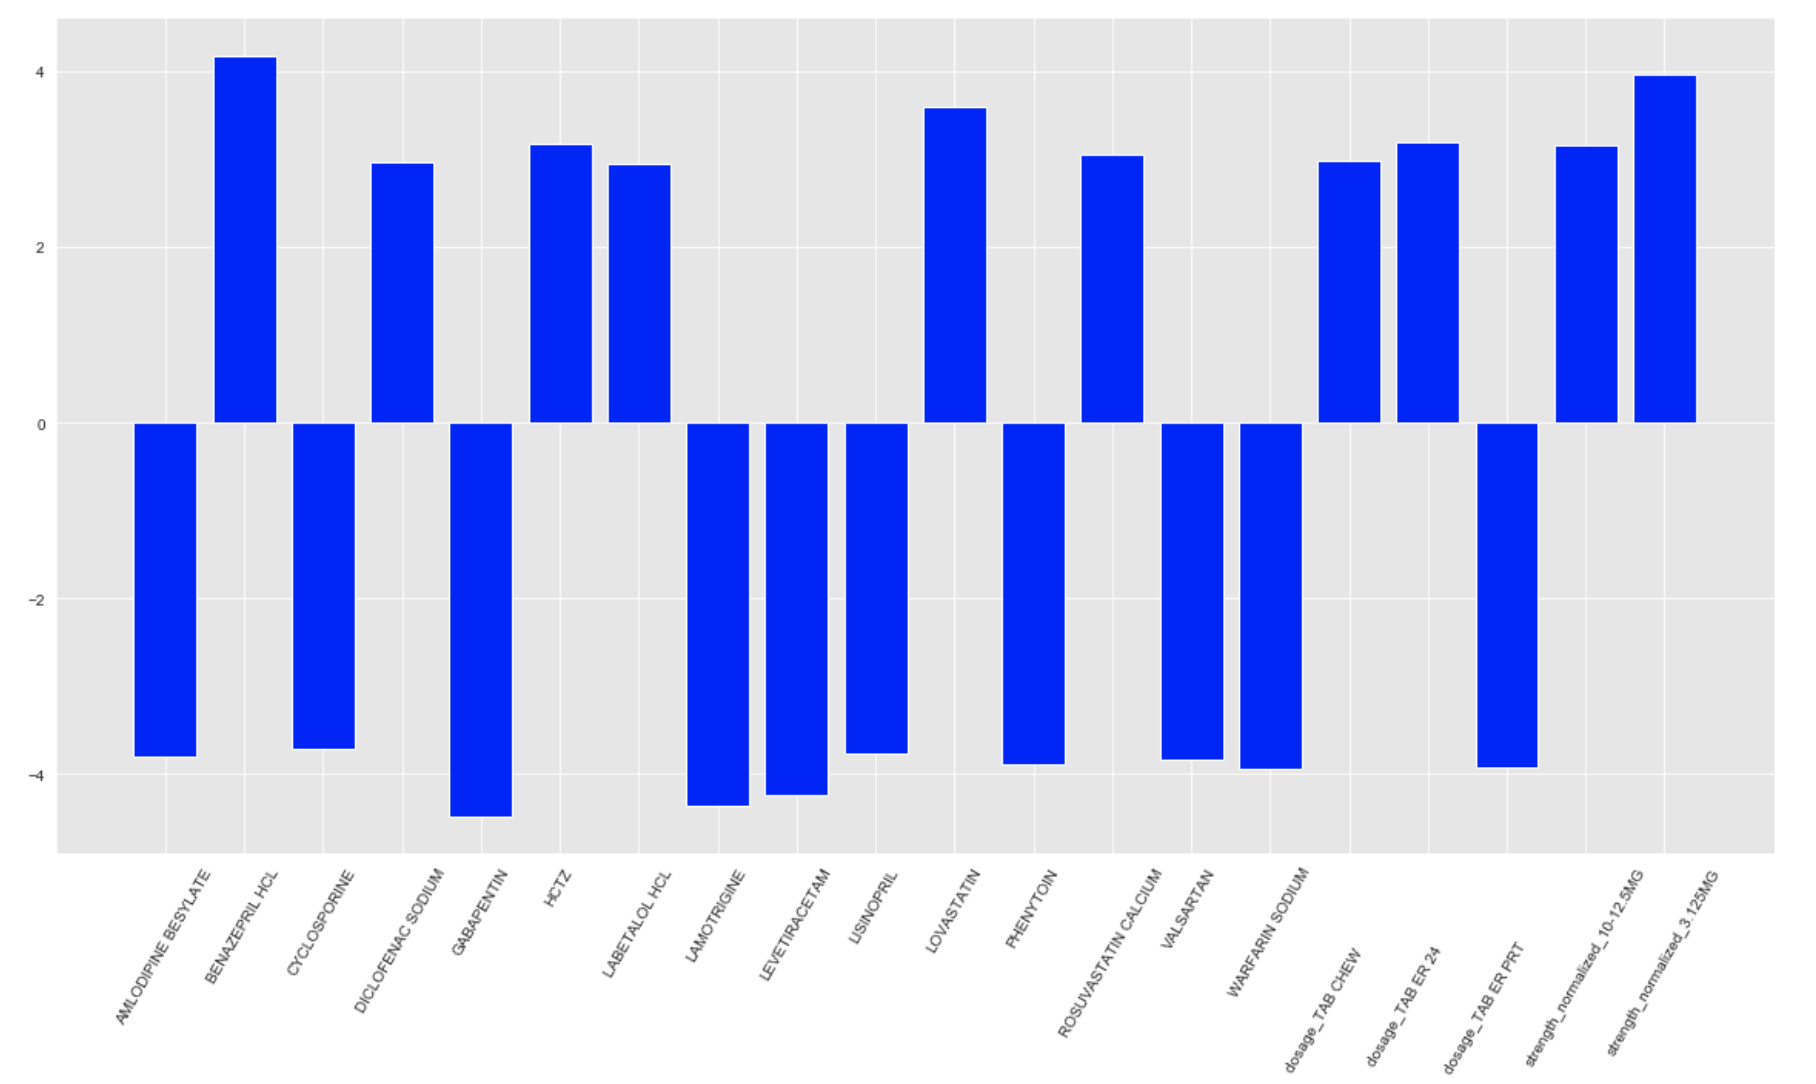 4
2
0
−2
−4
AMLODIPINE BESYLATE
BENAZEPRIL HCL
CYCLOSPORINE
DICLOFENAC SODIUM
GABAPENTIN
HCTZ
LABETALOL HCL
LAMOTRIGINE
LEVETIRACETAM
LISINOPRIL
LOVASTATIN
PHENYTOIN
ROSUVASTATIN CALCIUM
VALSARTAN
WARFARIN SODIUM
dosage_TAB CHEW
dosage_TAB ER 24
dosage_TAB ER PRT
strength_normalized_10-12.5MG
strength_normalized_3.125MG